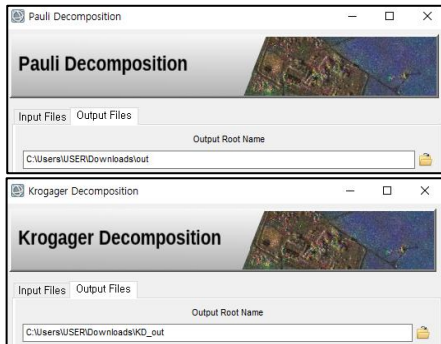 Pauli Decomposition
Pauli Decomposition
Input Files Output Files
Output Root Name
C:\Users\USER\Downloads\out
Krogager Decomposition
Krogager Decomposition
Input Files Output Files
Output Root Name
C:\Users\USER\Downloads\KD_out